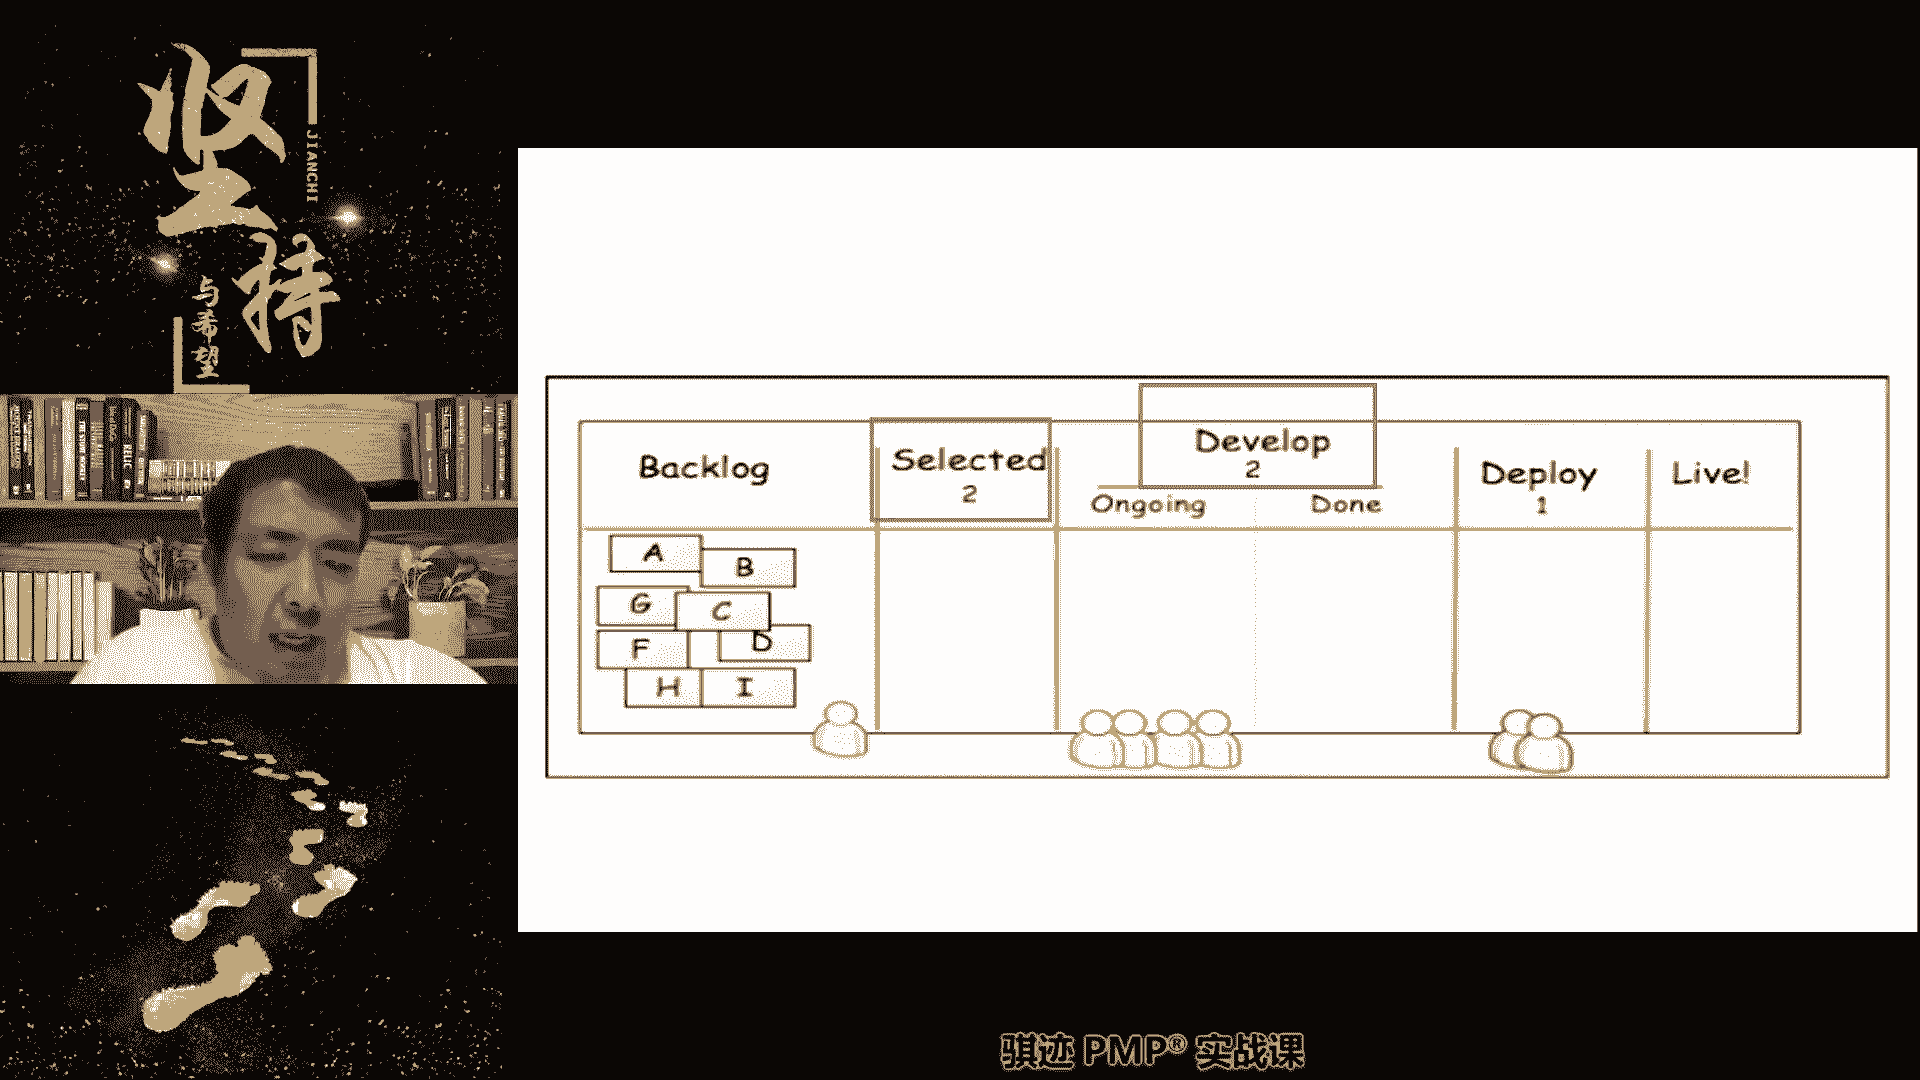 坚持
JIANCHI
与希望
Backlog
Selected
2
Develop
2
Ongoing
Done
Deploy
1
Live!
A
B
G
C
F
D
H
I
骐迹 PMP® 实战课